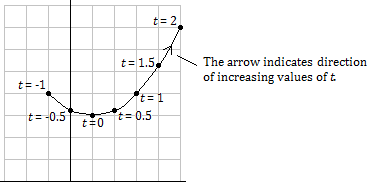 t = 2
t = 1.5
The arrow indicates direction
of increasing values of t.
t = -1
t = 1
t = -0.5
t = 0
t = 0.5